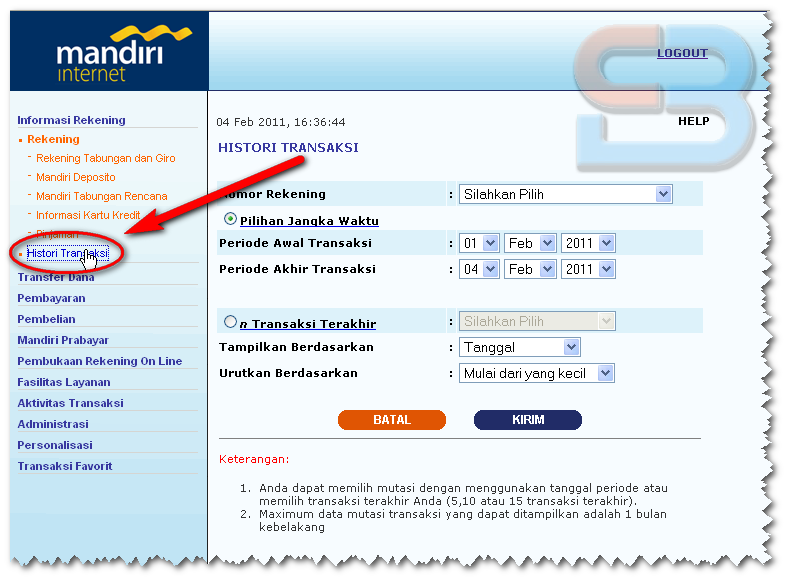 mandiri
internet
LOGOUT
Informasi Rekening
Rekening
- Rekening Tabungan dan Giro
- Mandiri Deposito
- Mandiri Tabungan Rencana
- Informasi Kartu Kredit
- Pinjaman
Histori Transaksi
Transfer Dana
Pembayaran
Pembelian
Mandiri Prabayar
Pembukaan Rekening On Line
Fasilitas Layanan
Aktivitas Transaksi
Administrasi
Personalisasi
Transaksi Favorit
04 Feb 2011, 16:36:44
HELP
HISTORI TRANSAKSI
Nomor Rekening : Silahkan Pilih
Pilihan Jangka Waktu
Periode Awal Transaksi : 01 Feb 2011
Periode Akhir Transaksi : 04 Feb 2011
n Transaksi Terakhir : Silahkan Pilih
Tampilkan Berdasarkan : Tanggal
Urutkan Berdasarkan : Mulai dari yang kecil
BATAL KIRIM
Keterangan:
1. Anda dapat memilih mutasi dengan menggunakan tanggal periode atau
memilih transaksi terakhir Anda (5,10 atau 15 transaksi terakhir).
2. Maximum data mutasi transaksi yang dapat ditampilkan adalah 1 bulan
kebelakang